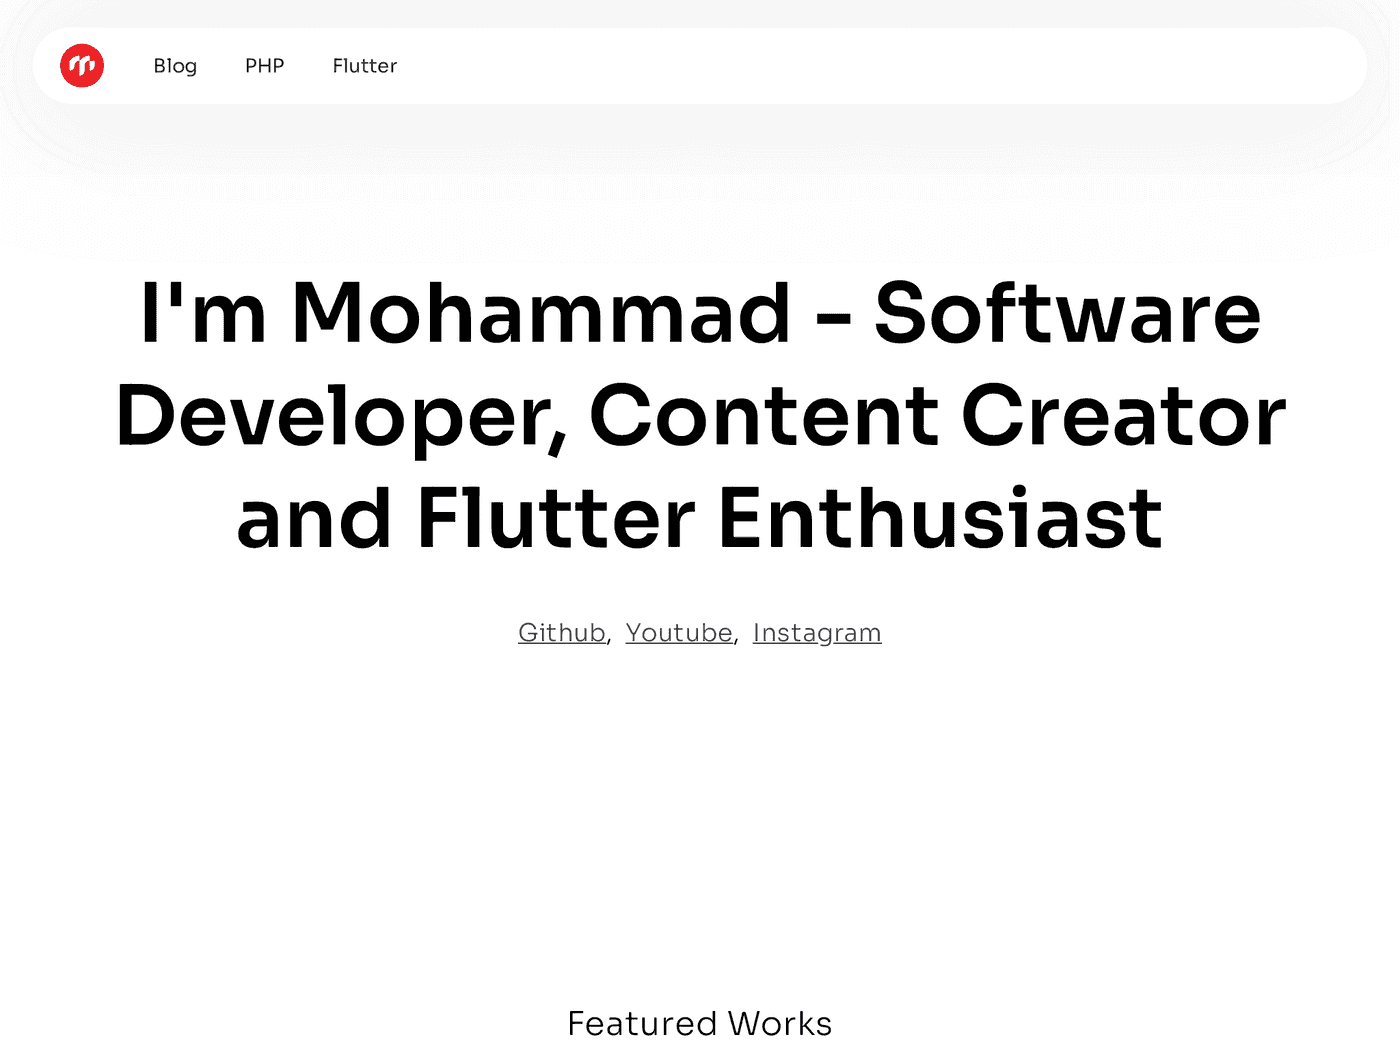 Blog PHP Flutter
I'm Mohammad - Software
Developer, Content Creator
and Flutter Enthusiast
Github, Youtube, Instagram
Featured Works